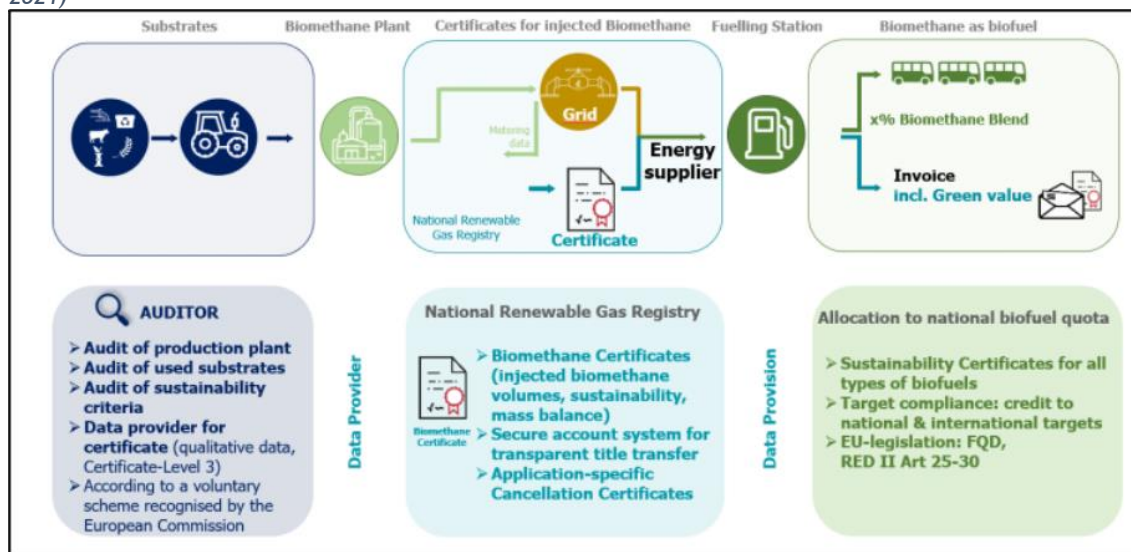 2021)
Substrates
Biomethane Plant
Certificates for injected Biomethane
Fuelling Station
Biomethane as biofuel
Grid
Motoring
data
Energy
supplier
National Renewable
Gas Registry
Certificate
x% Biomethane Blend
Invoice
incl. Green value
AUDITOR
➤ Audit of production plant
➤ Audit of used substrates
➤ Audit of sustainability
criteria
➤ Data provider for
certificate (qualitative data,
Certificate-Level 3)
➤ According to a voluntary
scheme recognised by the
European Commission
Data Provider
National Renewable Gas Registry
Biomethane
Certificate
➤ Biomethane Certificates
(injected biomethane
volumes, sustainability,
mass balance)
➤ Secure account system for
transparent title transfer
➤ Application-specific
Cancellation Certificates
Data Provision
Allocation to national biofuel quota
➤ Sustainability Certificates for all
types of biofuels
➤ Target compliance: credit to
national & international targets
➤ EU-legislation: FQD,
RED II Art 25-30